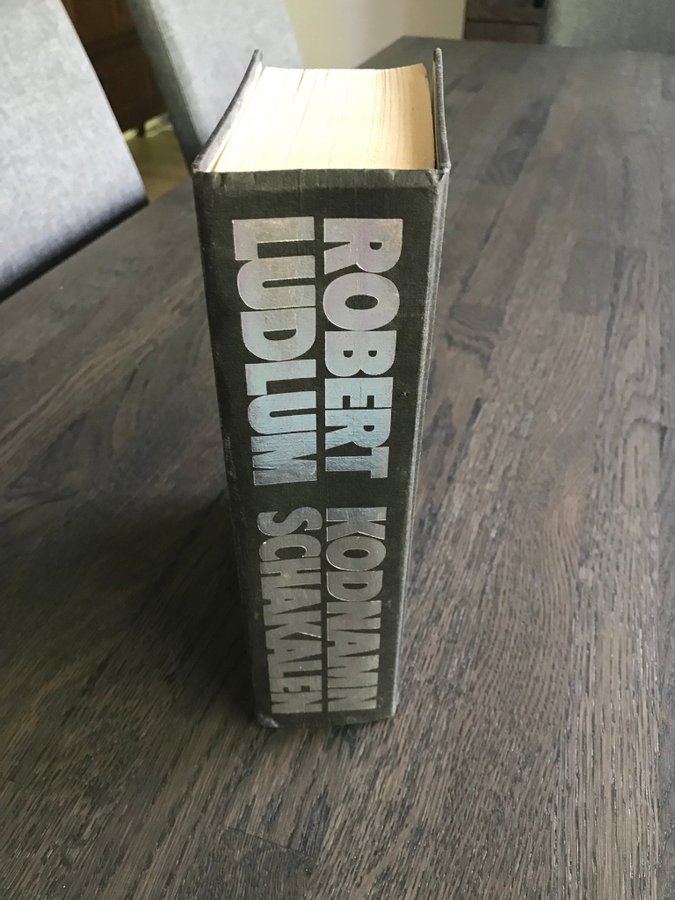 ROBERT
LUDLUM
KODNAMN
SCHAKALEN